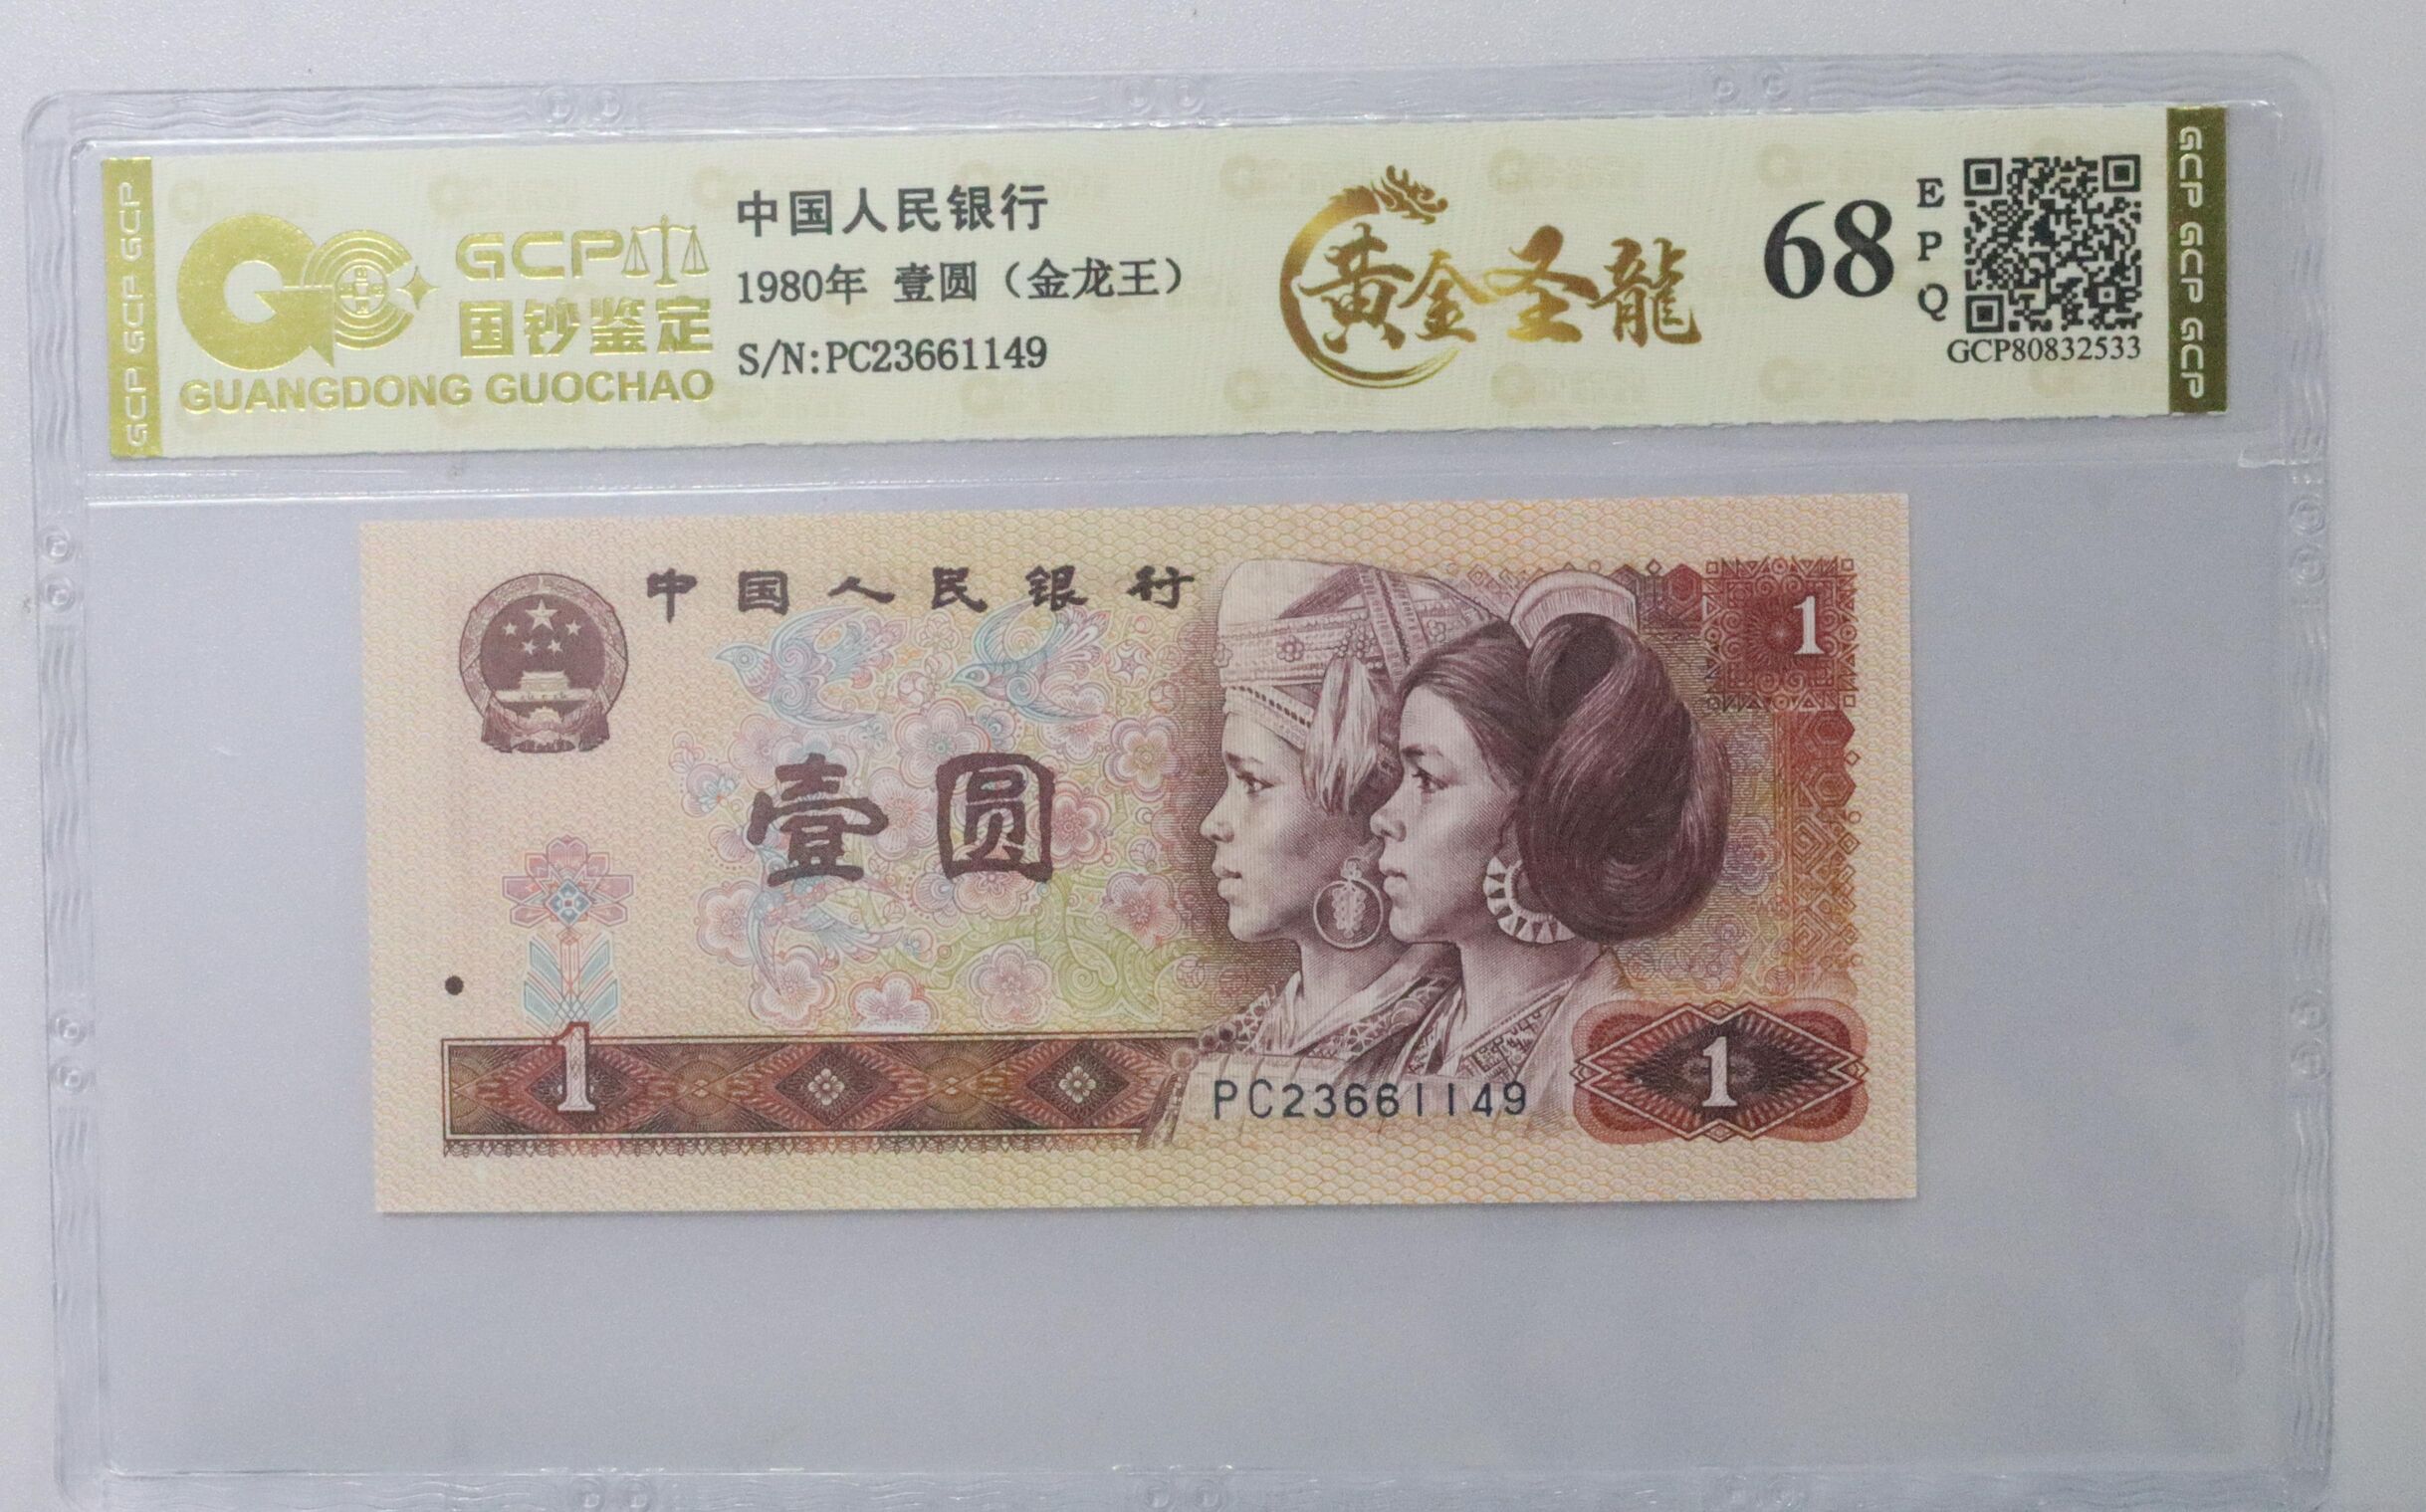 GCP GCP GCP
GCP
国钞鉴定
GUANGDONG GUOCHAO
中国人民银行
1980年 壹圆（金龙王）
S/N:PC23661149
黄金圣龍
68
EPQ
GCP80832533
GCP GCP GCP
中国人民银行
1
壹圆
1
PC23661149
1